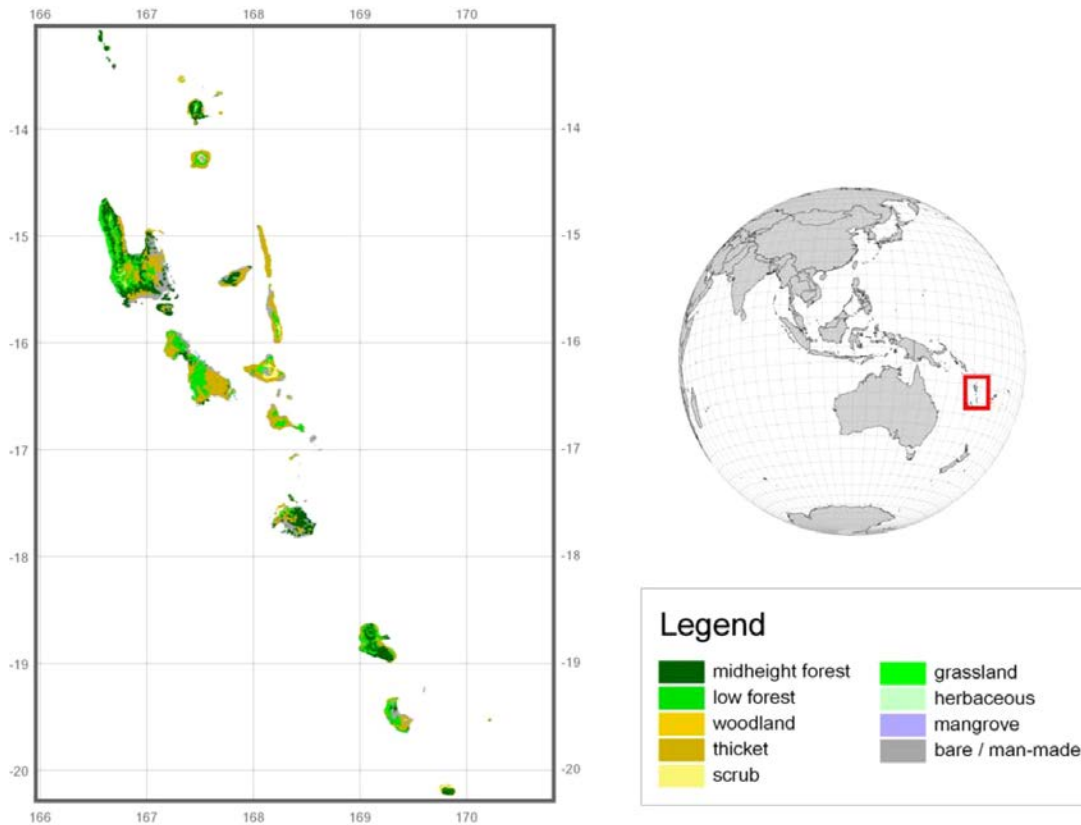 166 167 168 169 170
-14 -14
-15 -15
-16 -16
-17 -17
-18 -18
-19 -19
-20 -20
166 167 168 169 170
Legend
midheight forest
low forest
woodland
thicket
scrub
grassland
herbaceous
mangrove
bare / man-made